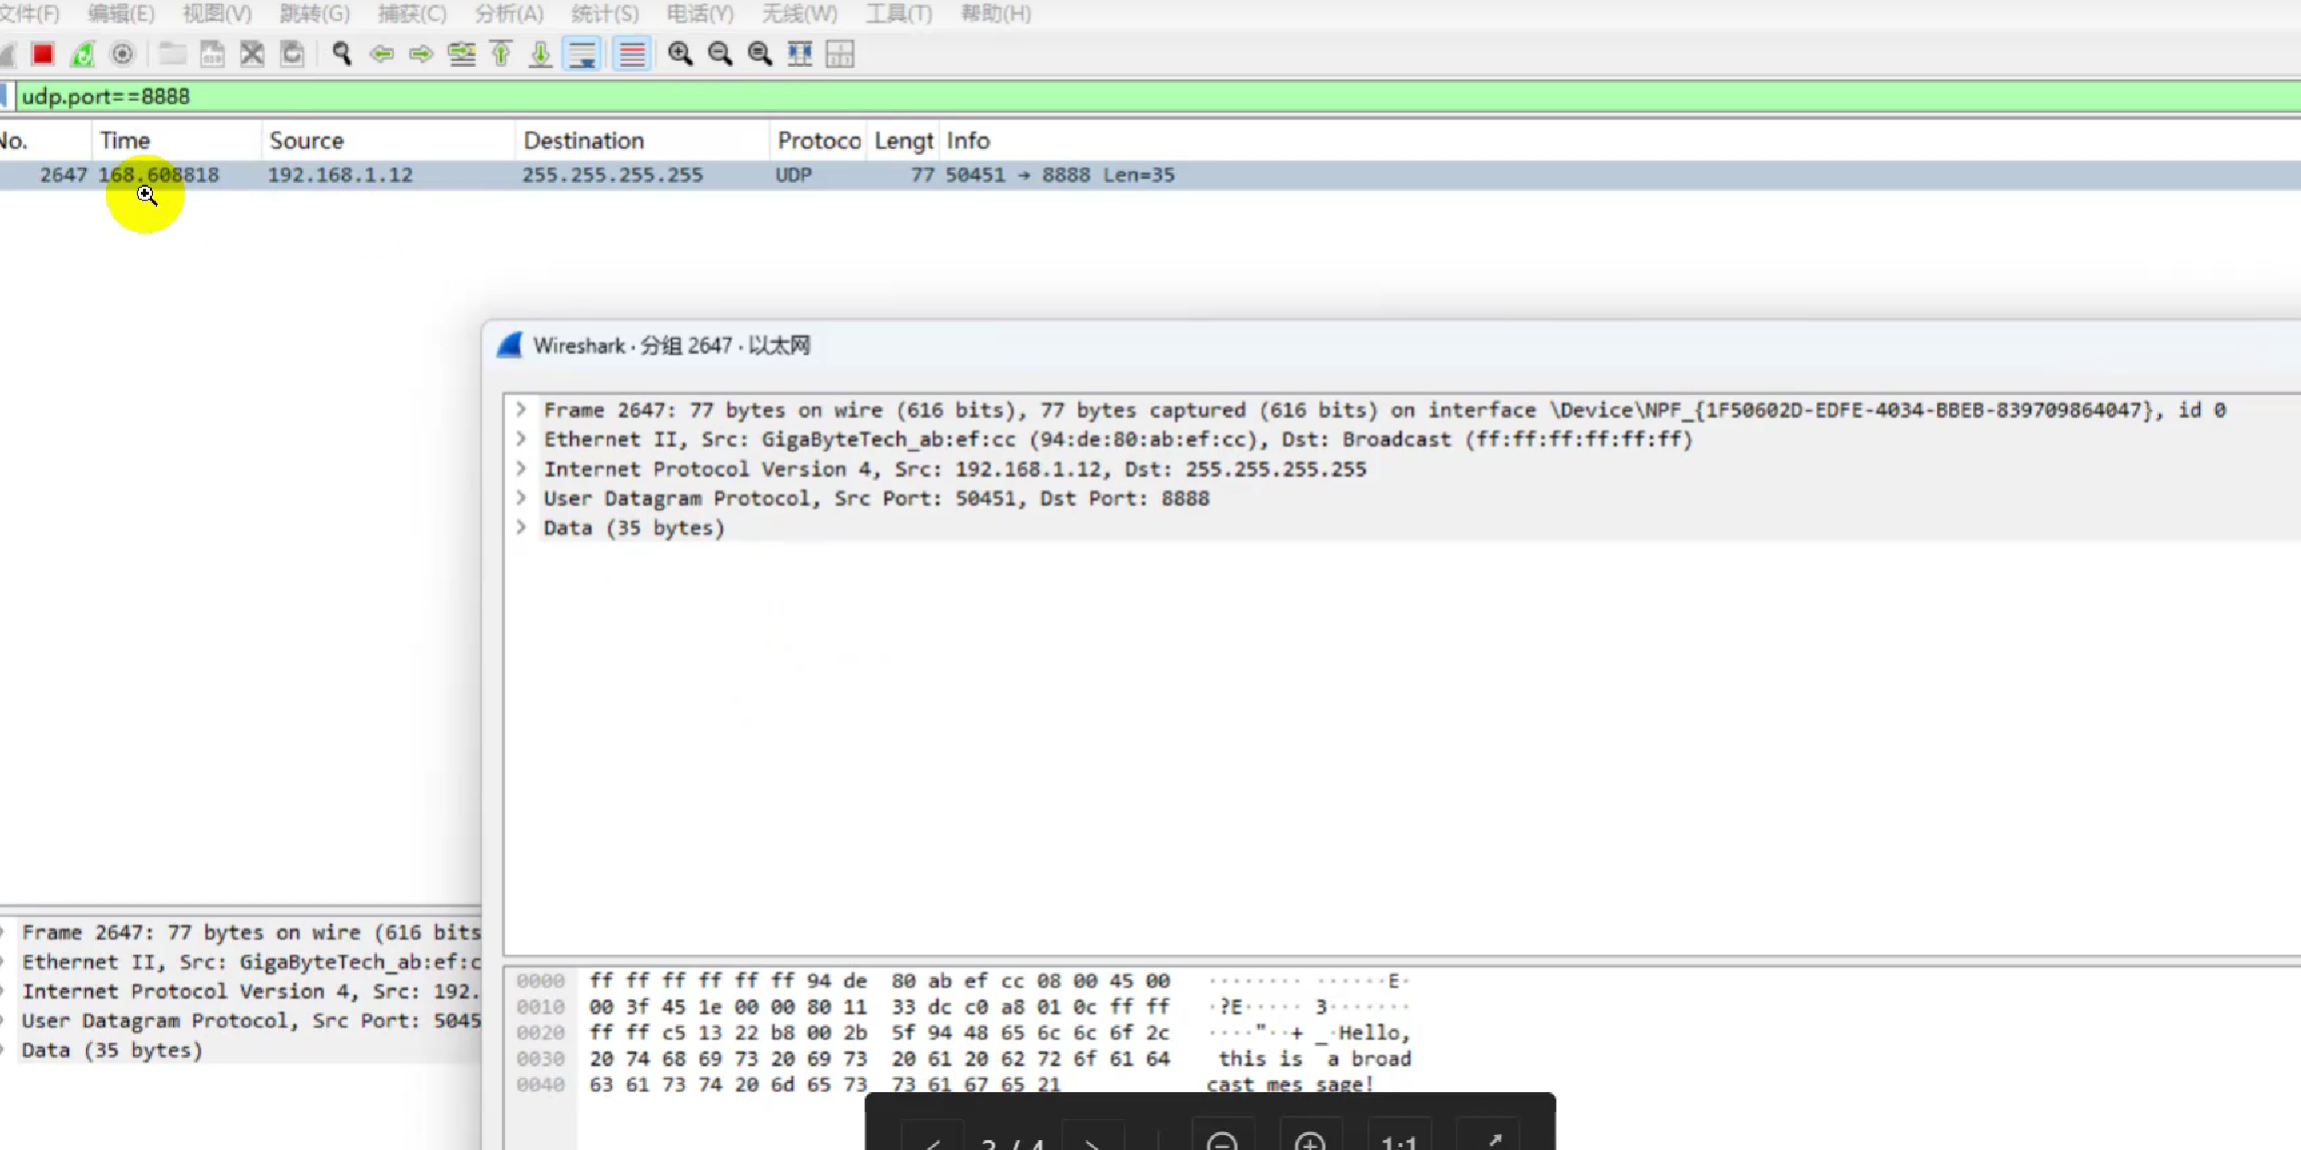 文件(F) 编辑(E) 视图(V) 跳转(G) 捕获(C) 分析(A) 统计(S) 电话(Y) 无线(W) 工具(T) 帮助(H)
udp.port==8888
No. Time Source Destination Protoco Lengt Info
2647 168.608818 192.168.1.12 255.255.255.255 UDP 77 50451 → 8888 Len=35
Wireshark · 分组 2647 · 以太网
Frame 2647: 77 bytes on wire (616 bits), 77 bytes captured (616 bits) on interface \Device\NPF_{1F50602D-EDFE-4034-BBEB-839709864047}, id 0
Ethernet II, Src: GigaByteTech_ab:ef:cc (94:de:80:ab:ef:cc), Dst: Broadcast (ff:ff:ff:ff:ff:ff)
Internet Protocol Version 4, Src: 192.168.1.12, Dst: 255.255.255.255
User Datagram Protocol, Src Port: 50451, Dst Port: 8888
Data (35 bytes)
Frame 2647: 77 bytes on wire (616 bits
Ethernet II, Src: GigaByteTech_ab:ef:c
Internet Protocol Version 4, Src: 192.
User Datagram Protocol, Src Port: 5045
Data (35 bytes)
0000 ff ff ff ff ff ff 94 de 80 ab ef cc 08 00 45 00 ········ ······E·
0010 00 3f 45 1e 00 00 80 11 33 dc c0 a8 01 0c ff ff ·?E····· 3·······
0020 ff ff c5 13 22 b8 00 2b 5f 94 48 65 6c 6c 6f 2c ····"··+ _·Hello,
0030 20 74 68 69 73 20 69 73 20 61 20 62 72 6f 61 64 this is a broad
0040 63 61 73 74 20 6d 65 73 73 61 67 65 21 cast mes sage!
1:1